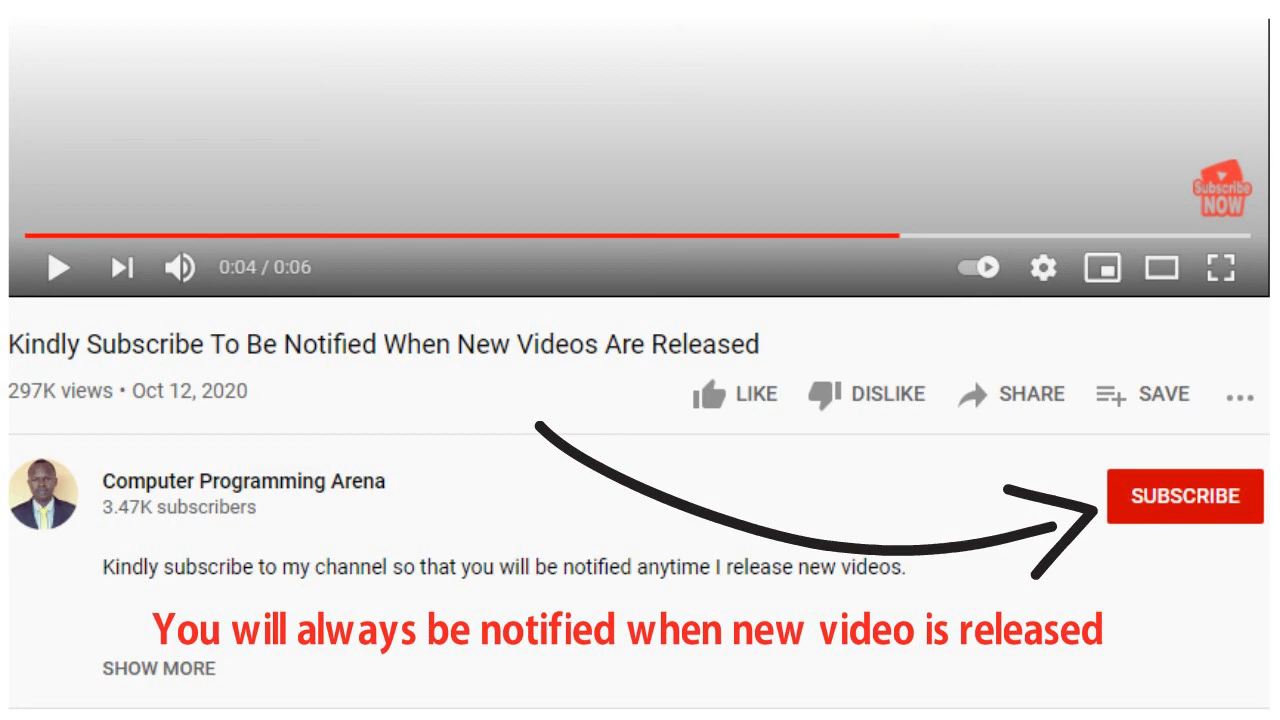 Subscribe
NOW
0:04 / 0:06
Kindly Subscribe To Be Notified When New Videos Are Released
297K views • Oct 12, 2020
LIKE DISLIKE SHARE SAVE
Computer Programming Arena
3.47K subscribers
SUBSCRIBE
Kindly subscribe to my channel so that you will be notified anytime I release new videos.
You will always be notified when new video is released
SHOW MORE